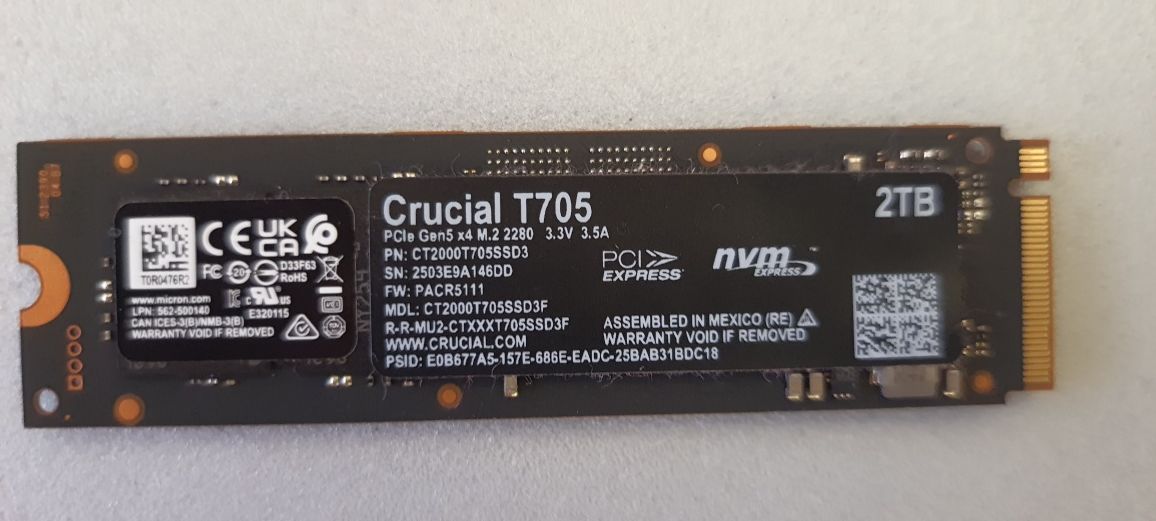 Crucial T705
2TB
PCIe Gen5 x4 M.2 2280 3.3V 3.5A
PN: CT2000T705SSD3
SN: 2503E9A146DD
FW: PACR5111
MDL: CT2000T705SSD3F
R-R-MU2-CTXXXT705SSD3F
WWW.CRUCIAL.COM
PSID: E0B677A5-157E-686E-EADC-25BAB31BDC18
PCI
EXPRESS
nvm
EXPRESS
ASSEMBLED IN MEXICO (RE)
WARRANTY VOID IF REMOVED
T0R0476R2
CE UK
CA
FC 20 D33F63
RoHS
www.micron.com
LPN: 562-500140
CAN ICES-3(B)/NMB-3(B)
WARRANTY VOID IF REMOVED
C US
E320115